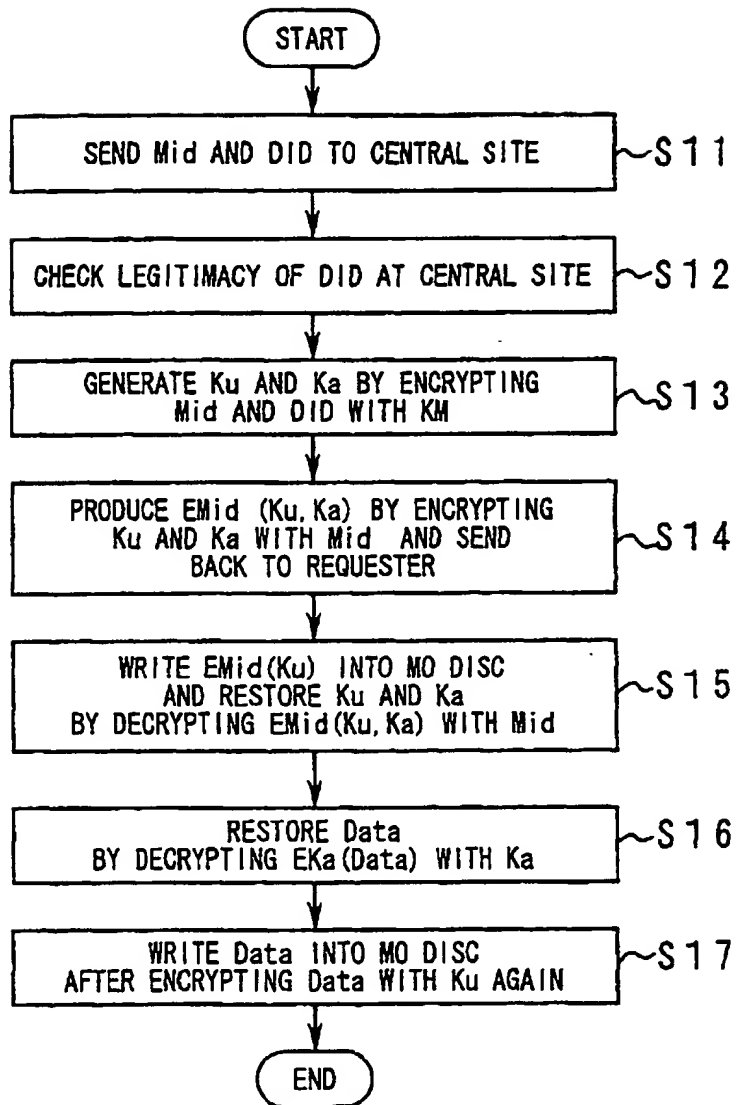 START
SEND Mid AND DID TO CENTRAL SITE
S11
CHECK LEGITIMACY OF DID AT CENTRAL SITE
S12
GENERATE Ku AND Ka BY ENCRYPTING
Mid AND DID WITH KM
S13
PRODUCE EMid (Ku,Ka) BY ENCRYPTING
Ku AND Ka WITH Mid AND SEND
BACK TO REQUESTER
S14
WRITE EMid(Ku) INTO MO DISC
AND RESTORE Ku AND Ka
BY DECRYPTING EMid(Ku,Ka) WITH Mid
S15
RESTORE Data
BY DECRYPTING EKa(Data) WITH Ka
S16
WRITE Data INTO MO DISC
AFTER ENCRYPTING Data WITH Ku AGAIN
S17
END